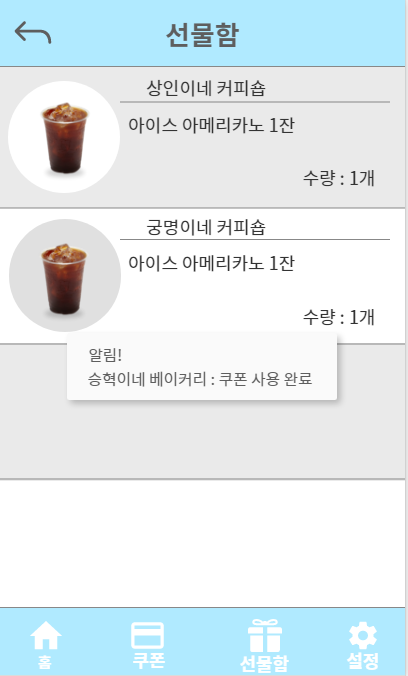 선물함
상인이네 커피숍
아이스 아메리카노 1잔
수량 : 1개
궁명이네 커피숍
아이스 아메리카노 1잔
수량 : 1개
알림!
승혁이네 베이커리 : 쿠폰 사용 완료
홈
쿠폰
선물함
설정